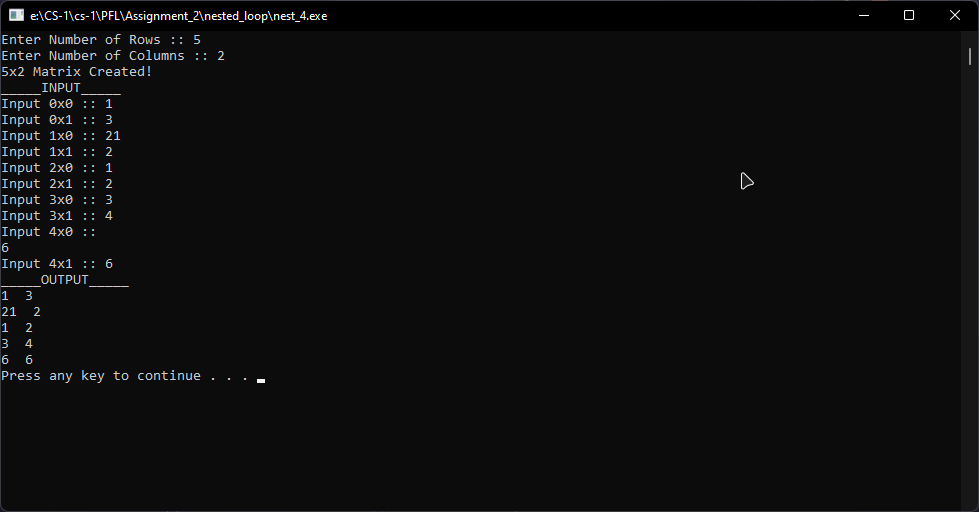 e:\CS-1\cs-1\PFL\Assignment_2\nested_loop\nest_4.exe
Enter Number of Rows :: 5
Enter Number of Columns :: 2
5x2 Matrix Created!
_____INPUT_____
Input 0x0 :: 1
Input 0x1 :: 3
Input 1x0 :: 21
Input 1x1 :: 2
Input 2x0 :: 1
Input 2x1 :: 2
Input 3x0 :: 3
Input 3x1 :: 4
Input 4x0 ::
6
Input 4x1 :: 6
_____OUTPUT_____
1  3
21  2
1  2
3  4
6  6
Press any key to continue . . .